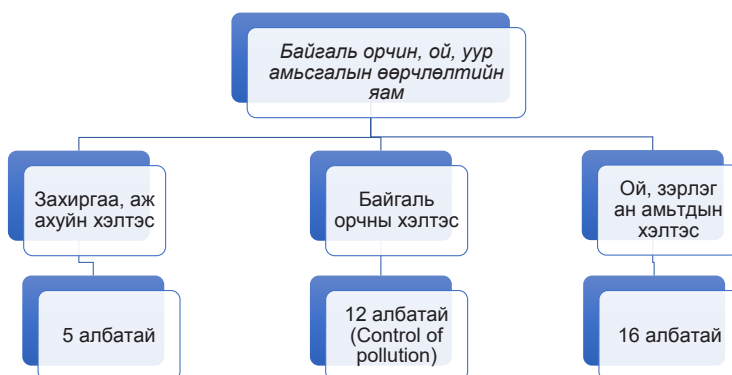 Байгаль орчин, ой, уур
амьсгалын өөрчлөлтийн
яам
Захиргаа, аж
ахуйн хэлтэс
Байгаль
орчны хэлтэс
Ой, зэрлэг
ан амьтдын
хэлтэс
5 албатай
12 албатай
(Control of
pollution)
16 албатай